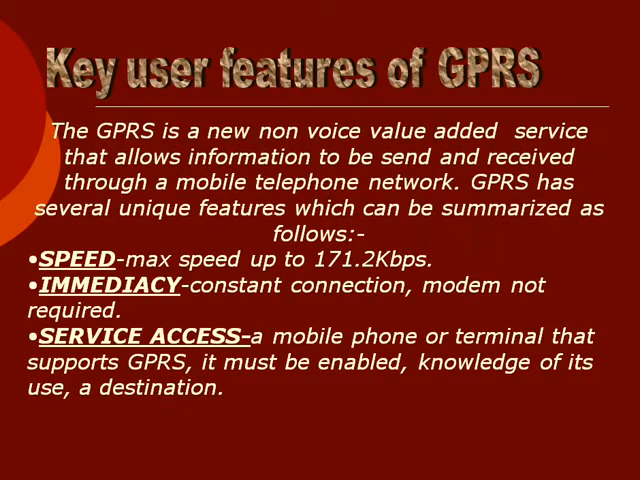 Key user features of GPRS
The GPRS is a new non voice value added service
that allows information to be send and received
through a mobile telephone network. GPRS has
several unique features which can be summarized as
follows:-
•SPEED-max speed up to 171.2Kbps.
•IMMEDIACY-constant connection, modem not
required.
•SERVICE ACCESS-a mobile phone or terminal that
supports GPRS, it must be enabled, knowledge of its
use, a destination.